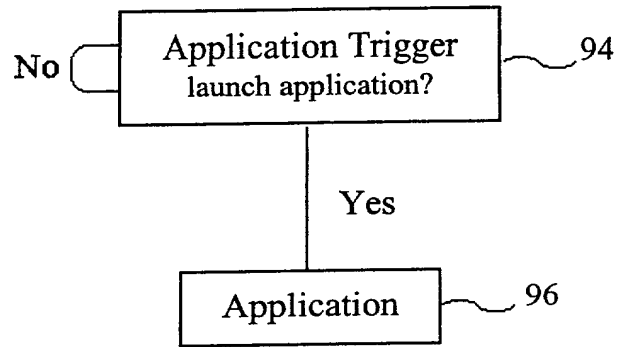 Application Trigger
launch application?
94
No
Yes
Application
96